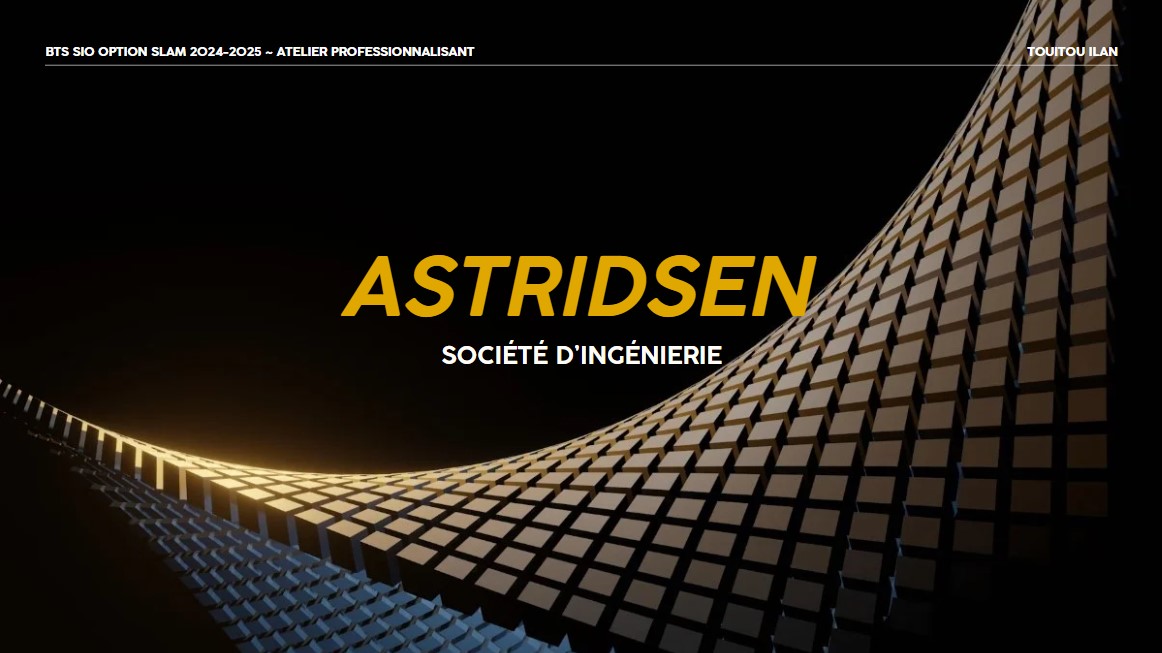 BTS SIO OPTION SLAM 2024-2025 ~ ATELIER PROFESSIONNALISANT
TOUITOU ILAN
ASTRIDSEN
SOCIÉTÉ D'INGÉNIERIE